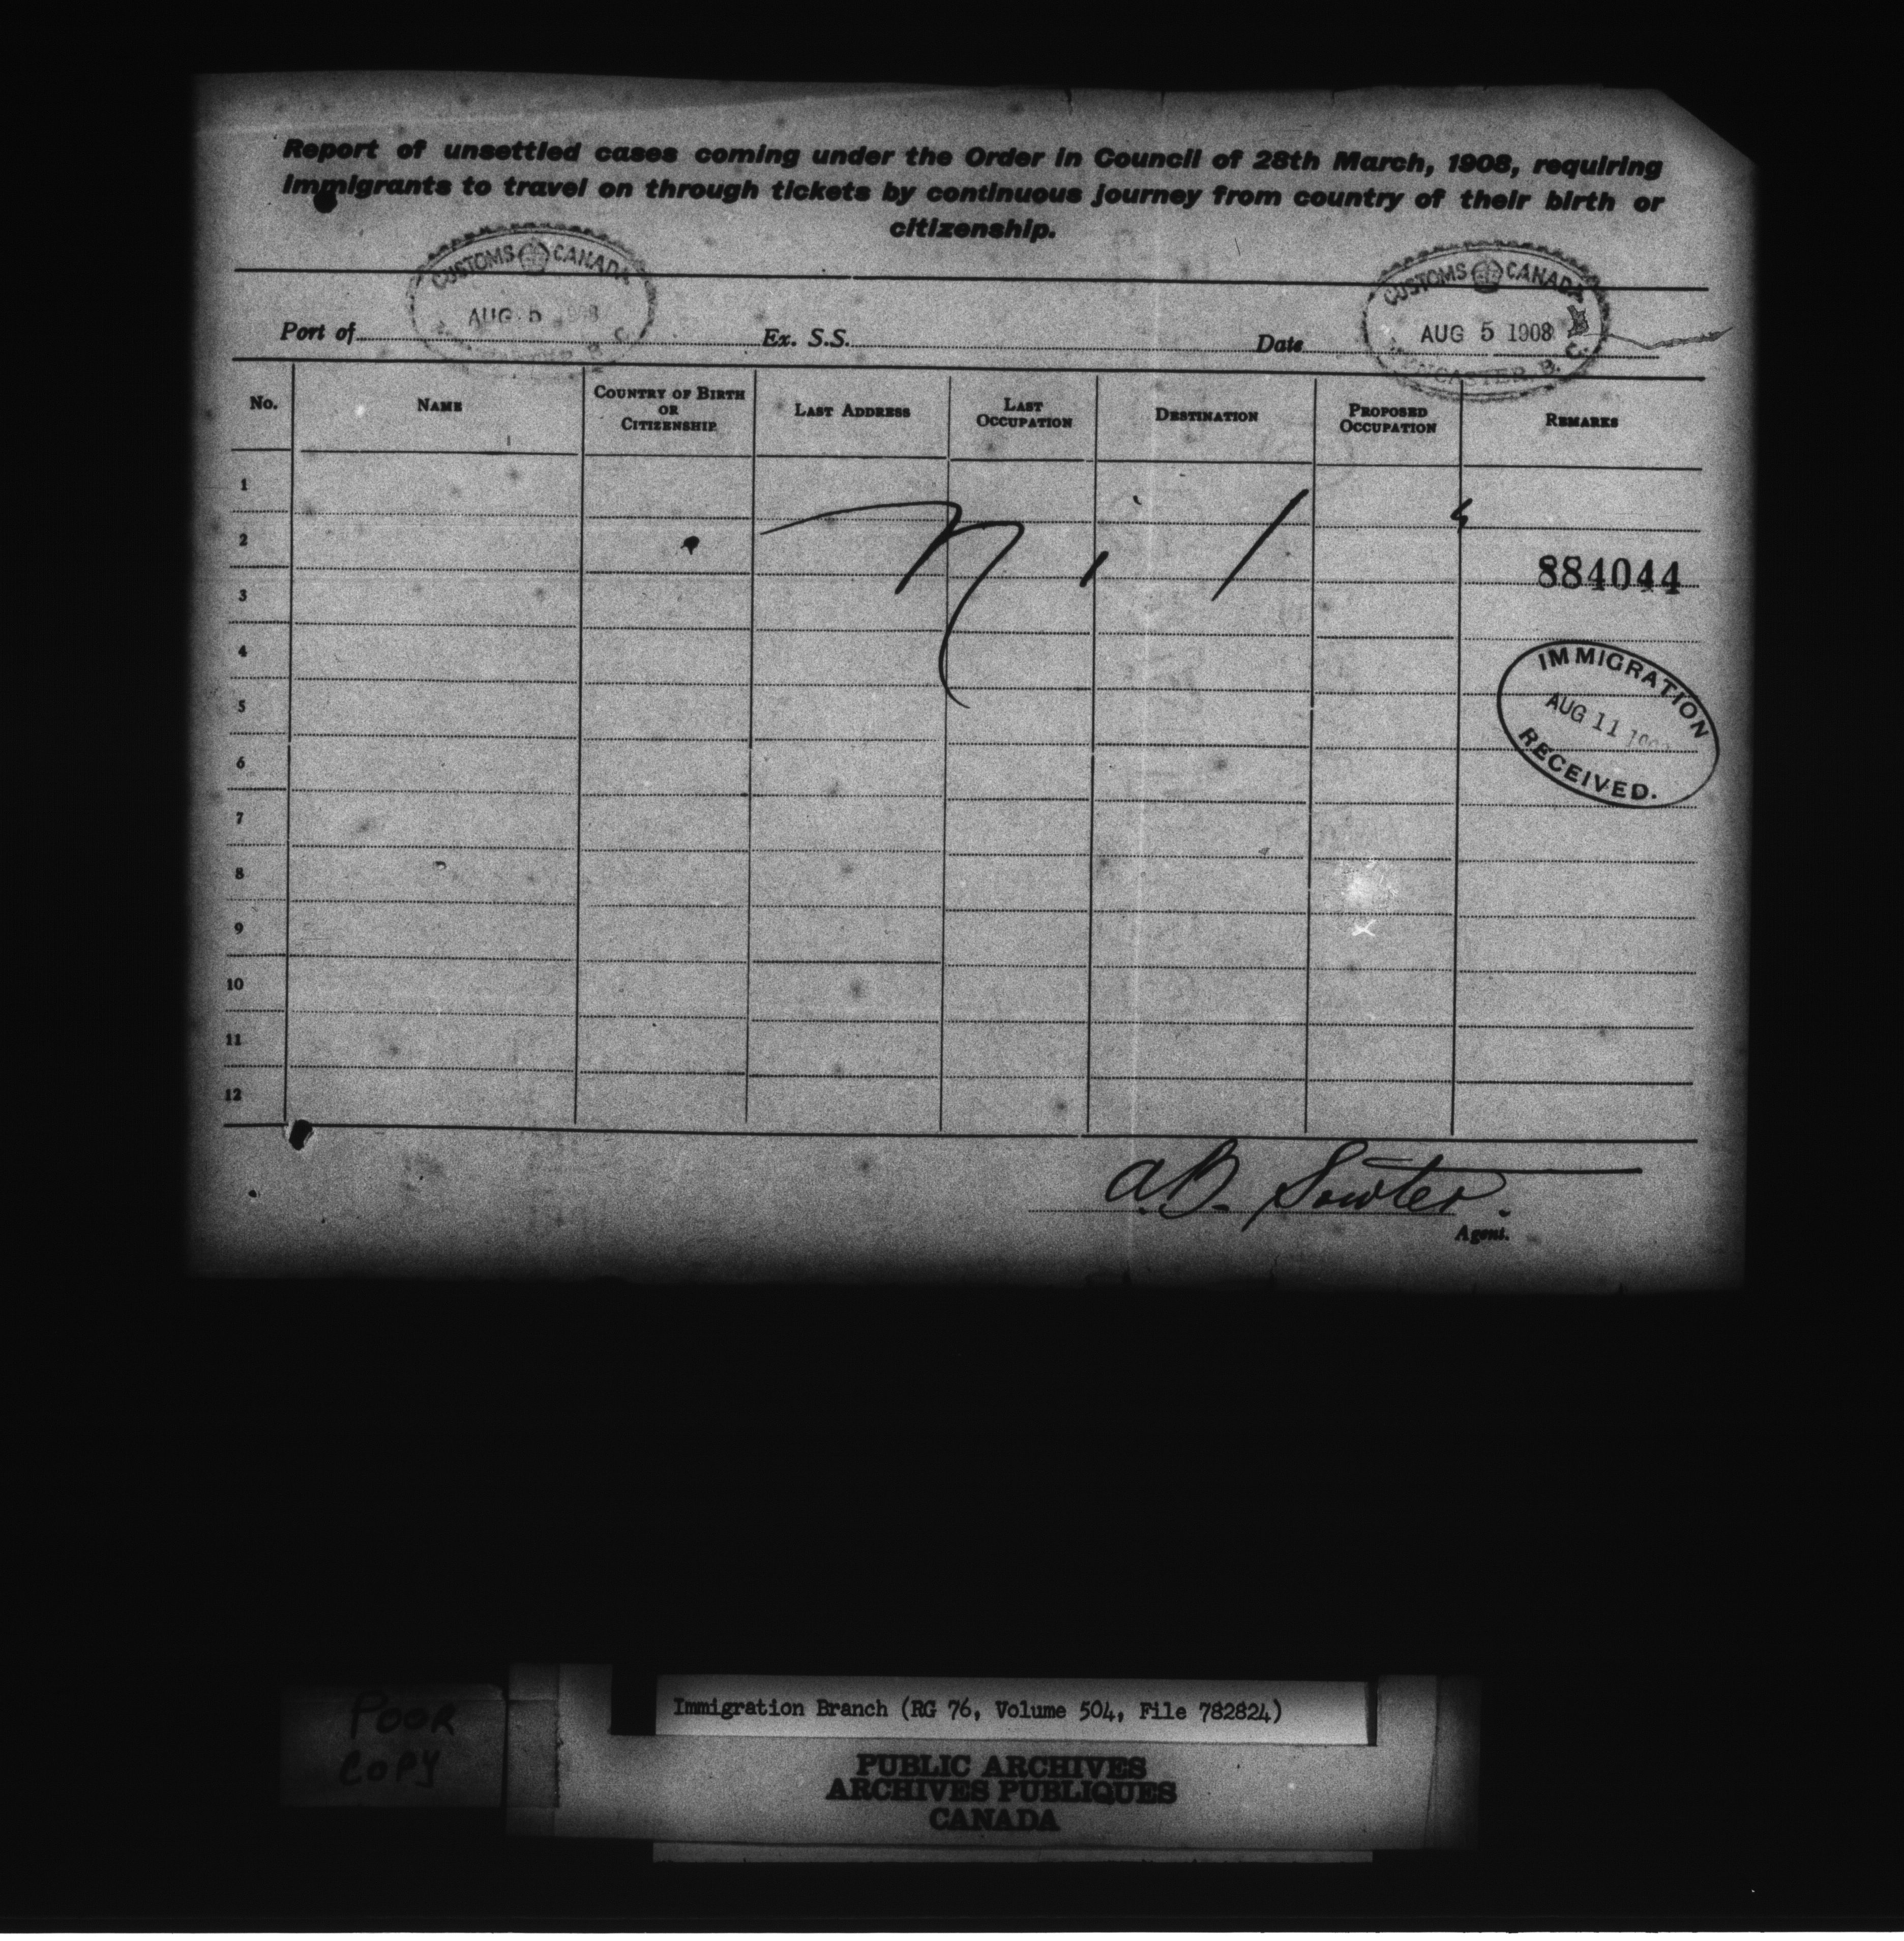 Report of unsettled cases coming under the Order in Council of 28th March, 1908, requiring
immigrants to travel on through tickets by continuous journey from country of their birth or
citizenship.
CUSTOMS CANADA
AUG 5 1908
B. C.
CUSTOMS CANADA
AUG 5 1908
B. C.
Port of Ex. S.S. Date
No. NAME COUNTRY OF BIRTH OR CITIZENSHIP LAST ADDRESS LAST OCCUPATION DESTINATION PROPOSED OCCUPATION REMARKS
1
Nil
2
884044
3
4
IMMIGRATION
AUG 11
RECEIVED.
5
6
7
8
9
10
11
12
A.B. Sowter.
Agent.
POOR
COPY
Immigration Branch (RG 76, Volume 504, File 782824)
PUBLIC ARCHIVES
ARCHIVES PUBLIQUES
CANADA